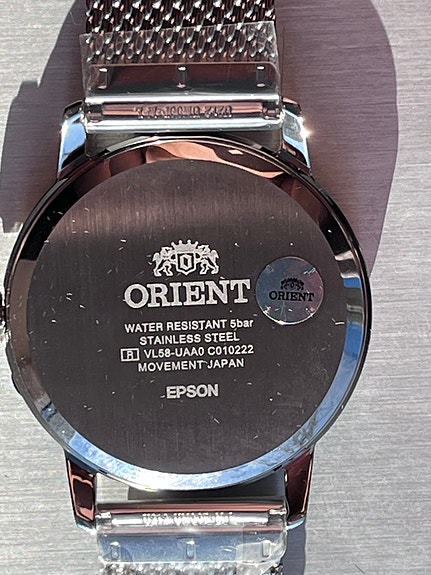 ORIENT
ORIENT
WATER RESISTANT 5bar
STAINLESS STEEL
R VL58-UAA0 C010222
MOVEMENT JAPAN
EPSON